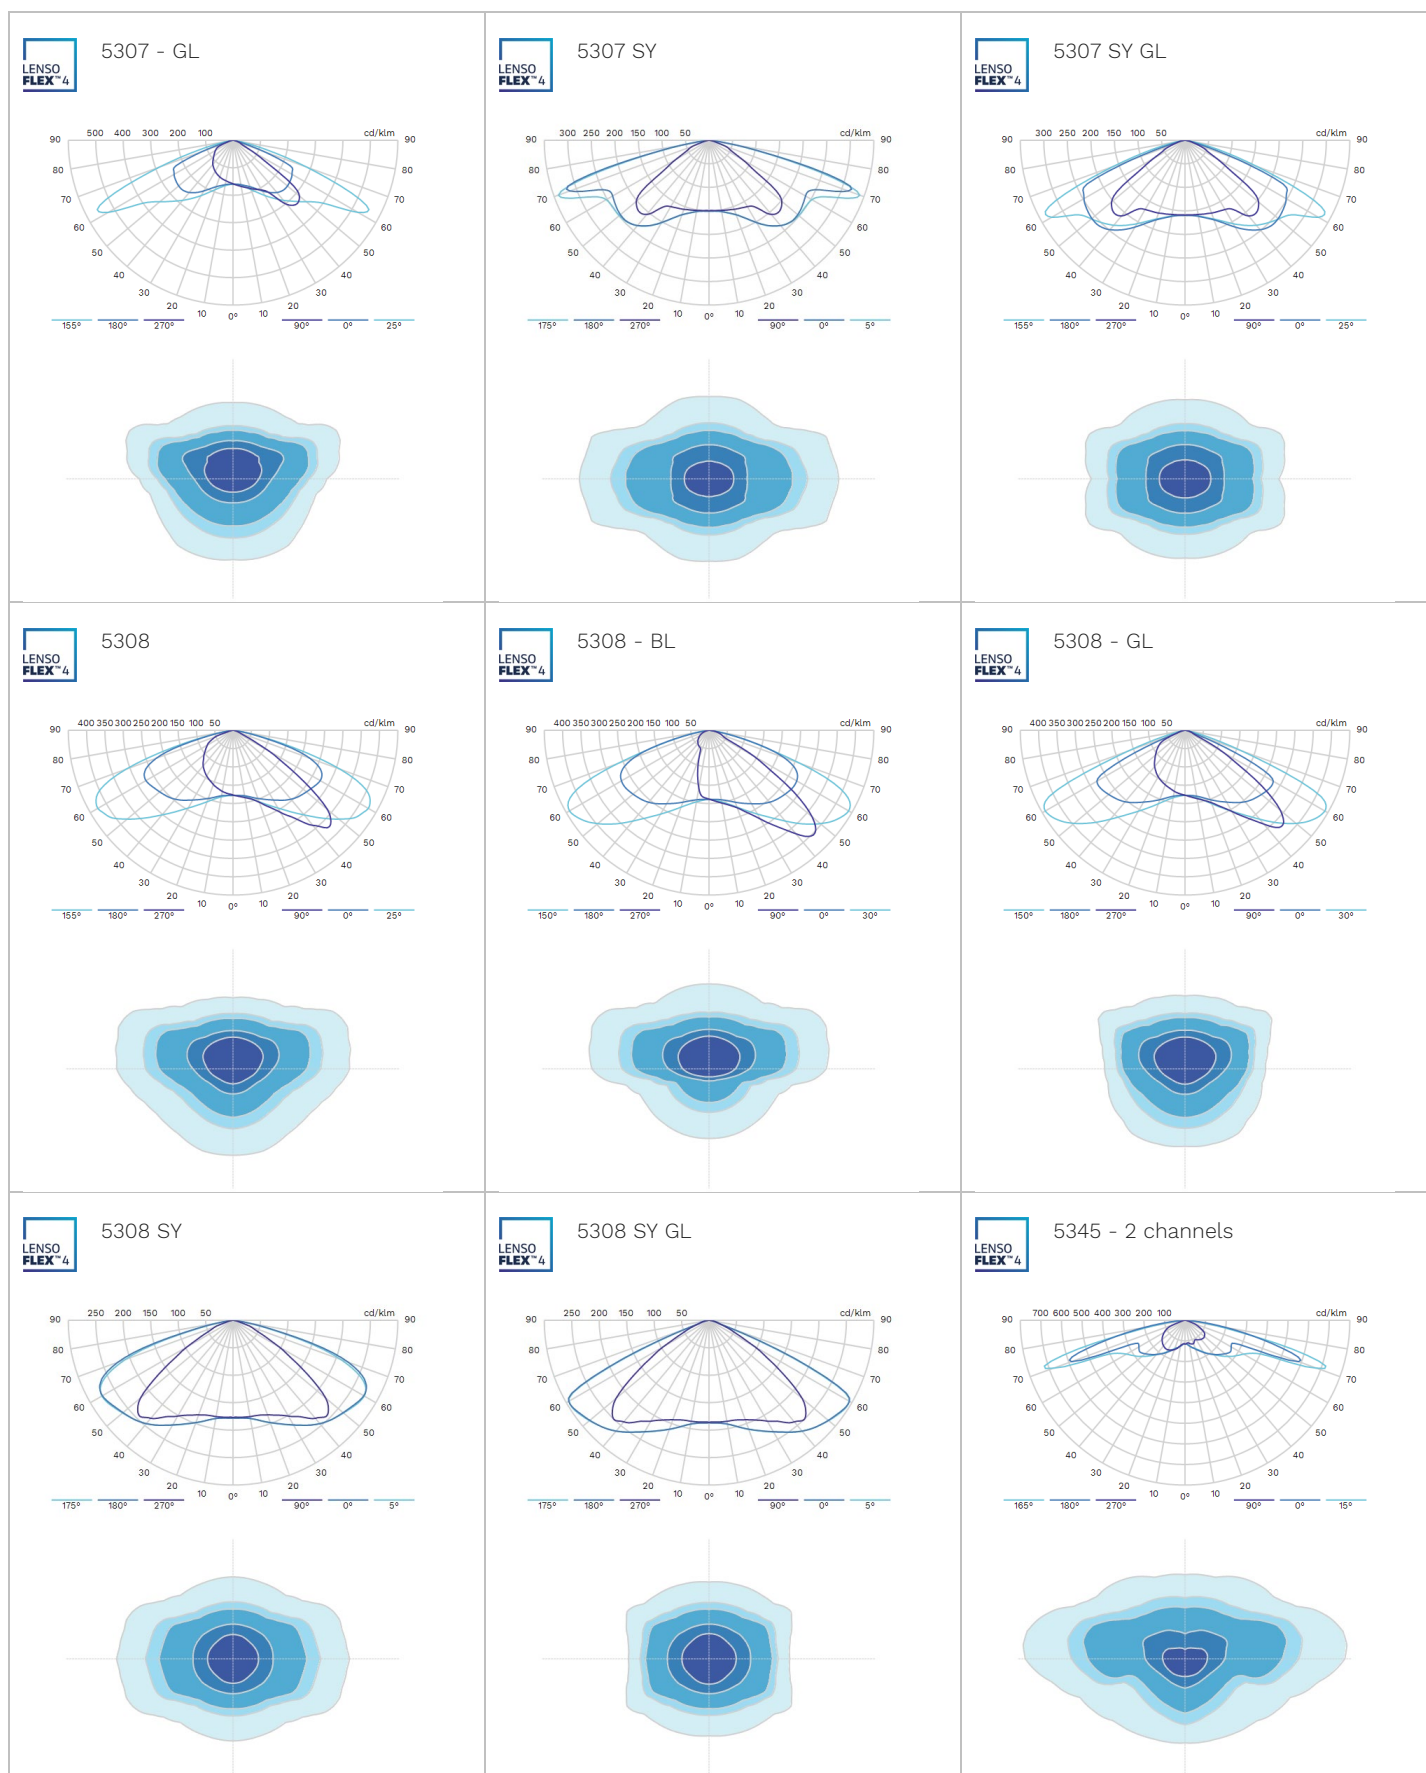 LENSO
FLEX™4
5307 - GL
500 400 300 200 100 cd/klm
90 90
80 80
70 70
60 60
50 50
40 40
30 30
20 20
10 0° 10
155° 180° 270° 90° 0° 25°
LENSO
FLEX™4
5307 SY
300 250 200 150 100 50 cd/klm
90 90
80 80
70 70
60 60
50 50
40 40
30 30
20 20
10 0° 10
175° 180° 270° 90° 0° 5°
LENSO
FLEX™4
5307 SY GL
300 250 200 150 100 50 cd/klm
90 90
80 80
70 70
60 60
50 50
40 40
30 30
20 20
10 0° 10
155° 180° 270° 90° 0° 25°
LENSO
FLEX™4
5308
400 350 300 250 200 150 100 50 cd/klm
90 90
80 80
70 70
60 60
50 50
40 40
30 30
20 20
10 0° 10
155° 180° 270° 90° 0° 25°
LENSO
FLEX™4
5308 - BL
400 350 300 250 200 150 100 50 cd/klm
90 90
80 80
70 70
60 60
50 50
40 40
30 30
20 20
10 0° 10
150° 180° 270° 90° 0° 30°
LENSO
FLEX™4
5308 - GL
400 350 300 250 200 150 100 50 cd/klm
90 90
80 80
70 70
60 60
50 50
40 40
30 30
20 20
10 0° 10
150° 180° 270° 90° 0° 30°
LENSO
FLEX™4
5308 SY
250 200 150 100 50 cd/klm
90 90
80 80
70 70
60 60
50 50
40 40
30 30
20 20
10 0° 10
175° 180° 270° 90° 0° 5°
LENSO
FLEX™4
5308 SY GL
250 200 150 100 50 cd/klm
90 90
80 80
70 70
60 60
50 50
40 40
30 30
20 20
10 0° 10
175° 180° 270° 90° 0° 5°
LENSO
FLEX™4
5345 - 2 channels
700 600 500 400 300 200 100 cd/klm
90 90
80 80
70 70
60 60
50 50
40 40
30 30
20 20
10 0° 10
165° 180° 270° 90° 0° 15°